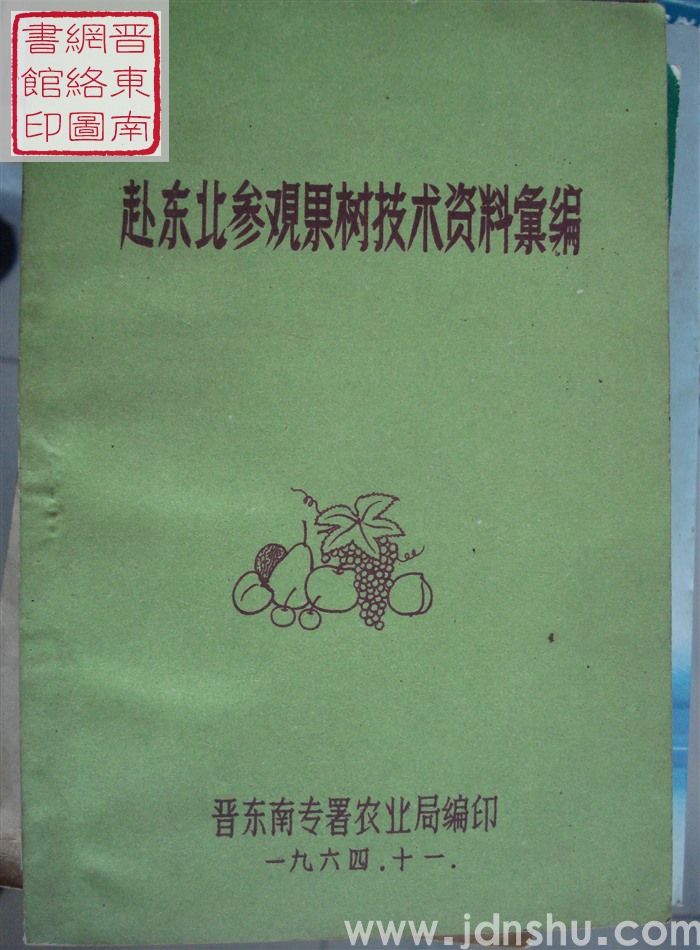 晋東南
網絡圖
書館印
赴东北参观果树技术资料彙编
晋东南专署农业局编印
一九六四.十一.
www.jdnshu.com